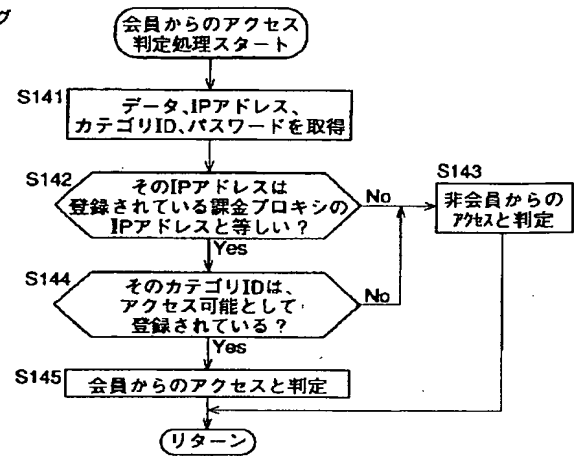 グ
会員からのアクセス
判定処理スタート
S141
データ、IPアドレス、
カテゴリID、パスワードを取得
S142
そのIPアドレスは
登録されている課金プロキシの
IPアドレスと等しい?
No
Yes
S143
非会員からの
アクセスと判定
S144
そのカテゴリIDは、
アクセス可能として
登録されている?
No
Yes
S145
会員からのアクセスと判定
リターン